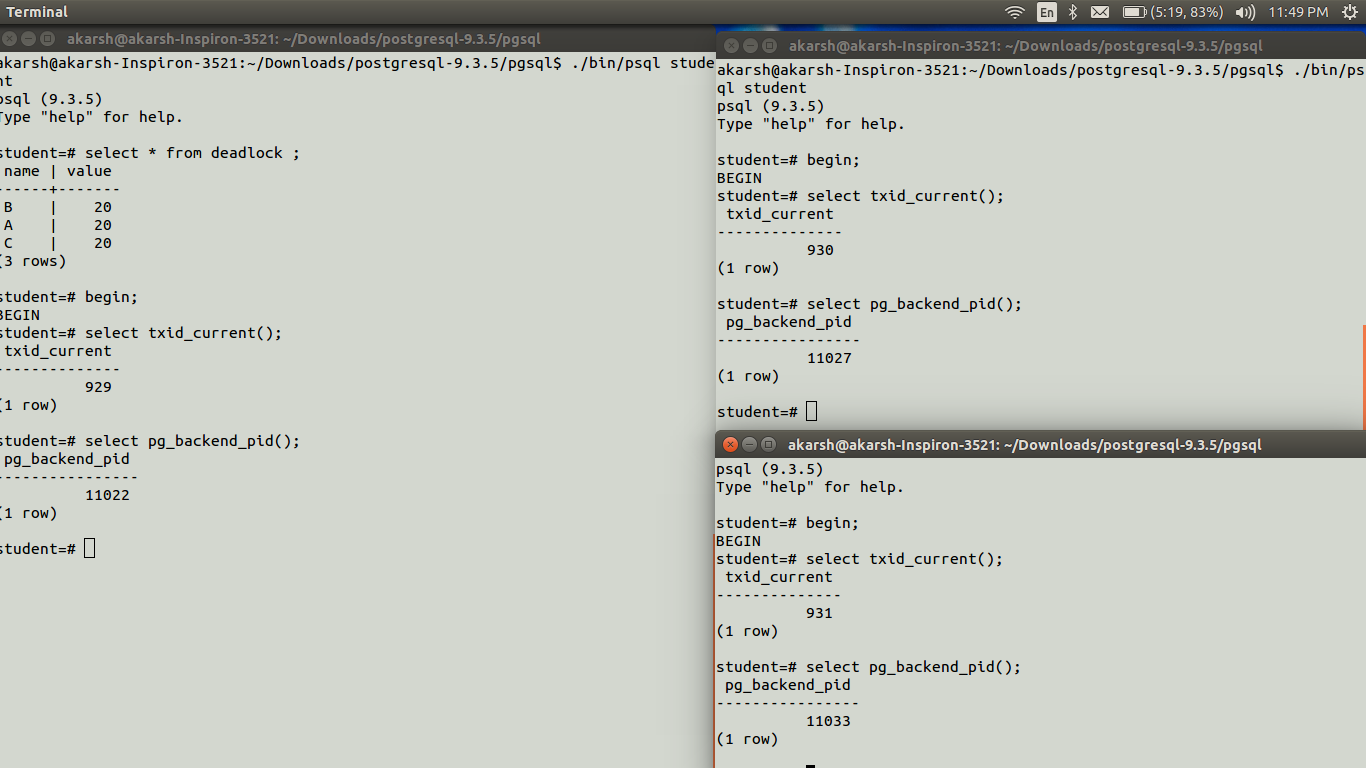 Terminal
En
(5:19, 83%)
11:49 PM
akarsh@akarsh-Inspiron-3521: ~/Downloads/postgresql-9.3.5/pgsql
akarsh@akarsh-Inspiron-3521:~/Downloads/postgresql-9.3.5/pgsql$ ./bin/psql stude
nt
psql (9.3.5)
Type "help" for help.
student=# select * from deadlock ;
name | value
------+-------
B    |    20
A    |    20
C    |    20
(3 rows)
student=# begin;
BEGIN
student=# select txid_current();
txid_current
--------------
929
(1 row)
student=# select pg_backend_pid();
pg_backend_pid
----------------
11022
(1 row)
student=#
akarsh@akarsh-Inspiron-3521: ~/Downloads/postgresql-9.3.5/pgsql
akarsh@akarsh-Inspiron-3521:~/Downloads/postgresql-9.3.5/pgsql$ ./bin/ps
ql student
psql (9.3.5)
Type "help" for help.
student=# begin;
BEGIN
student=# select txid_current();
txid_current
--------------
930
(1 row)
student=# select pg_backend_pid();
pg_backend_pid
----------------
11027
(1 row)
student=#
akarsh@akarsh-Inspiron-3521: ~/Downloads/postgresql-9.3.5/pgsql
psql (9.3.5)
Type "help" for help.
student=# begin;
BEGIN
student=# select txid_current();
txid_current
--------------
931
(1 row)
student=# select pg_backend_pid();
pg_backend_pid
----------------
11033
(1 row)